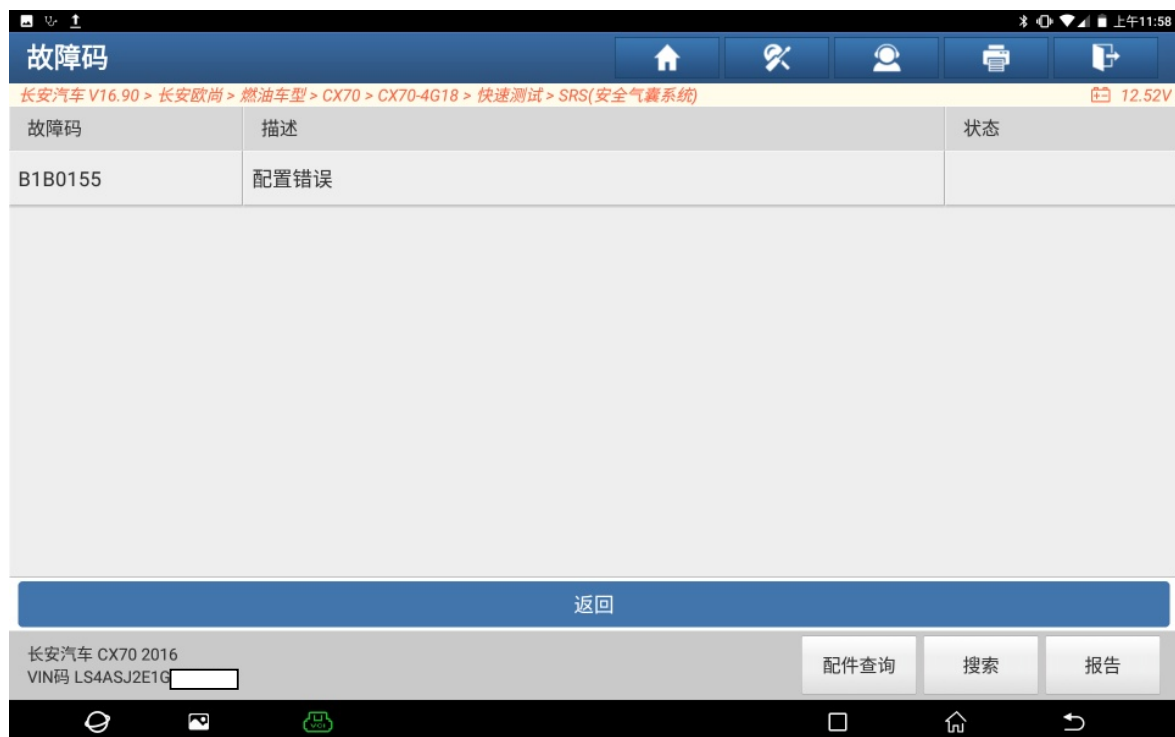 上午11:58
故障码
长安汽车 V16.90 > 长安欧尚 > 燃油车型 > CX70 > CX70-4G18 > 快速测试 > SRS(安全气囊系统) 12.52V
故障码 描述 状态
B1B0155 配置错误
返回
长安汽车 CX70 2016
VIN码 LS4ASJ2E1G
配件查询 搜索 报告
VCI